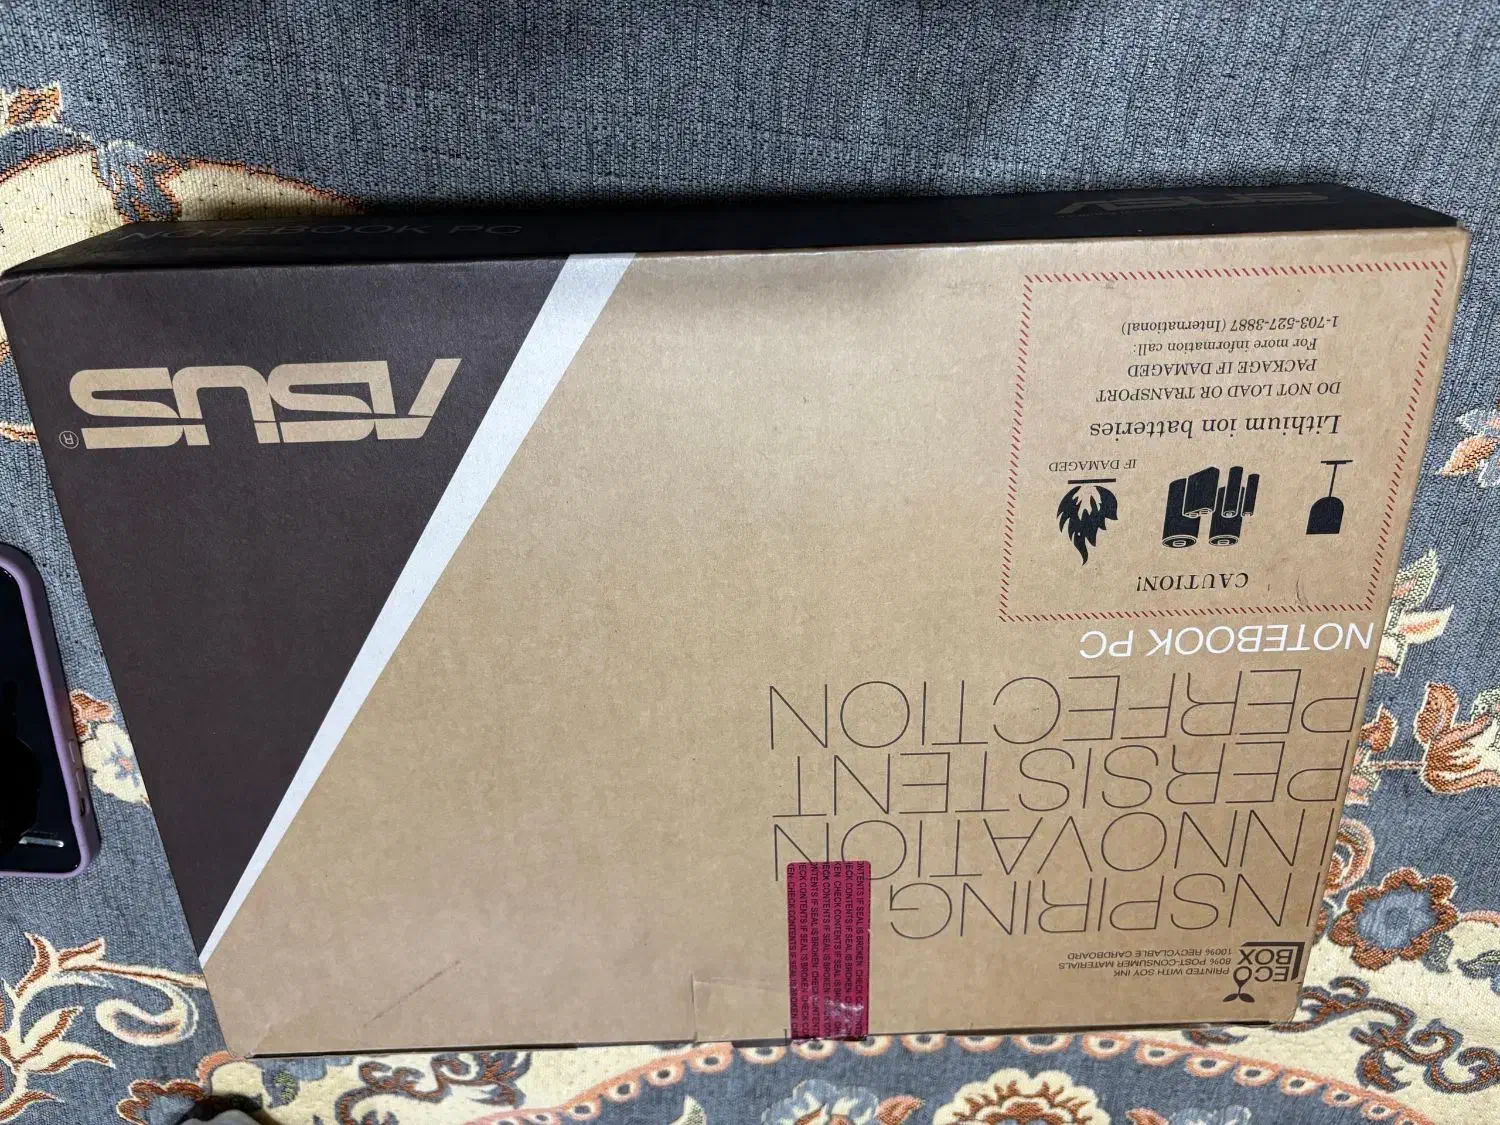 ECO
BOX
PRINTED WITH SOY INK
80% POST-CONSUMER MATERIALS
100% RECYCLABLE CARDBOARD
INSPIRING
INNOVATION
PERSISTENT
PERFECTION
NOTEBOOK PC
CAUTION!
IF DAMAGED
Lithium ion batteries
DO NOT LOAD OR TRANSPORT
PACKAGE IF DAMAGED
For more information call:
1-703-527-3887 (International)
ASUS®
NOTEBOOK PC
ASUS
CHECK CONTENTS IF SEAL IS BROKEN